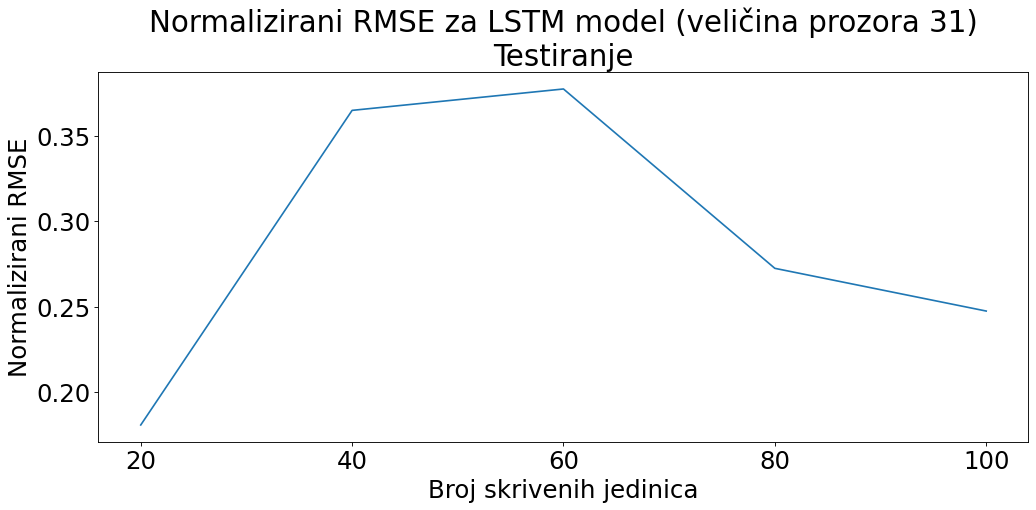 Normalizirani RMSE za LSTM model (veličina prozora 31)
Testiranje
Normalizirani RMSE
0.35
0.30
0.25
0.20
20 40 60 80 100
Broj skrivenih jedinica